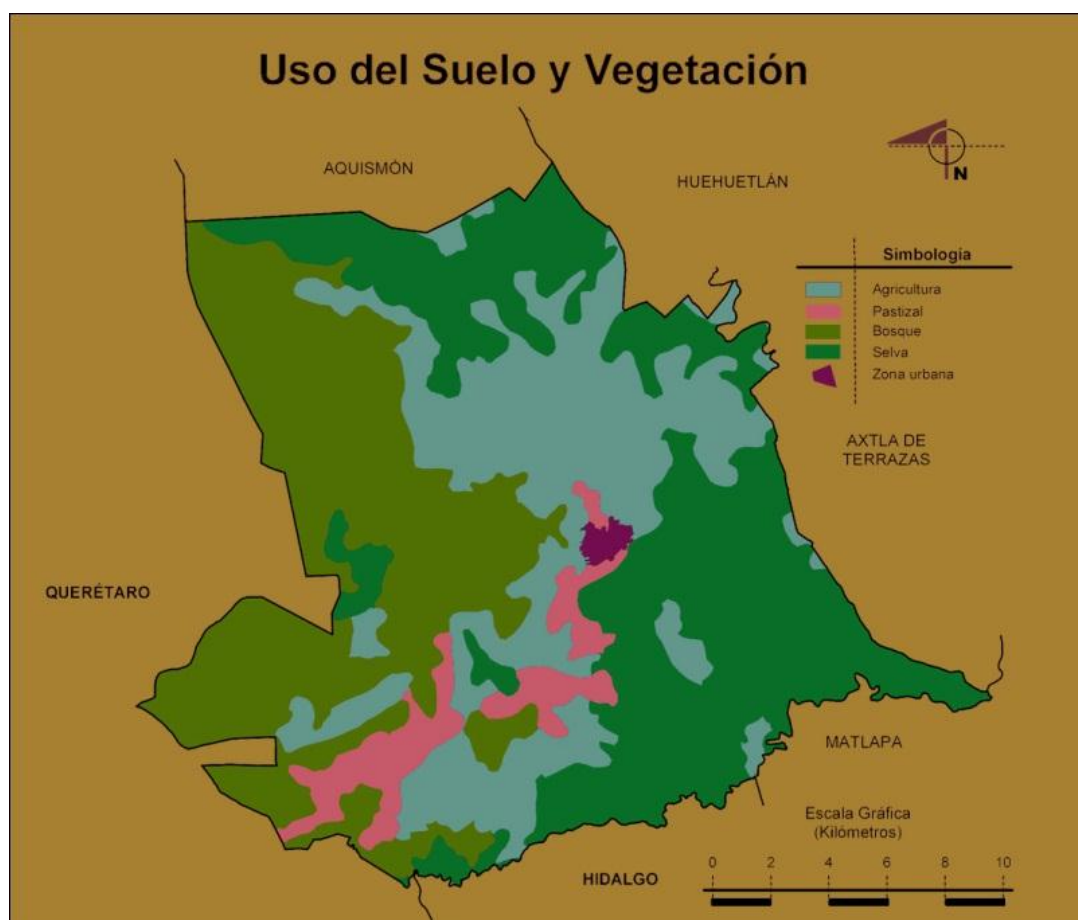 Uso del Suelo y Vegetación
AQUISMÓN
HUEHUETLÁN
N
Simbología
Agricultura
Pastizal
Bosque
Selva
Zona urbana
AXTLA DE
TERRAZAS
QUERÉTARO
MATLAPA
Escala Gráfica
(Kilómetros)
HIDALGO
0 2 4 6 8 10